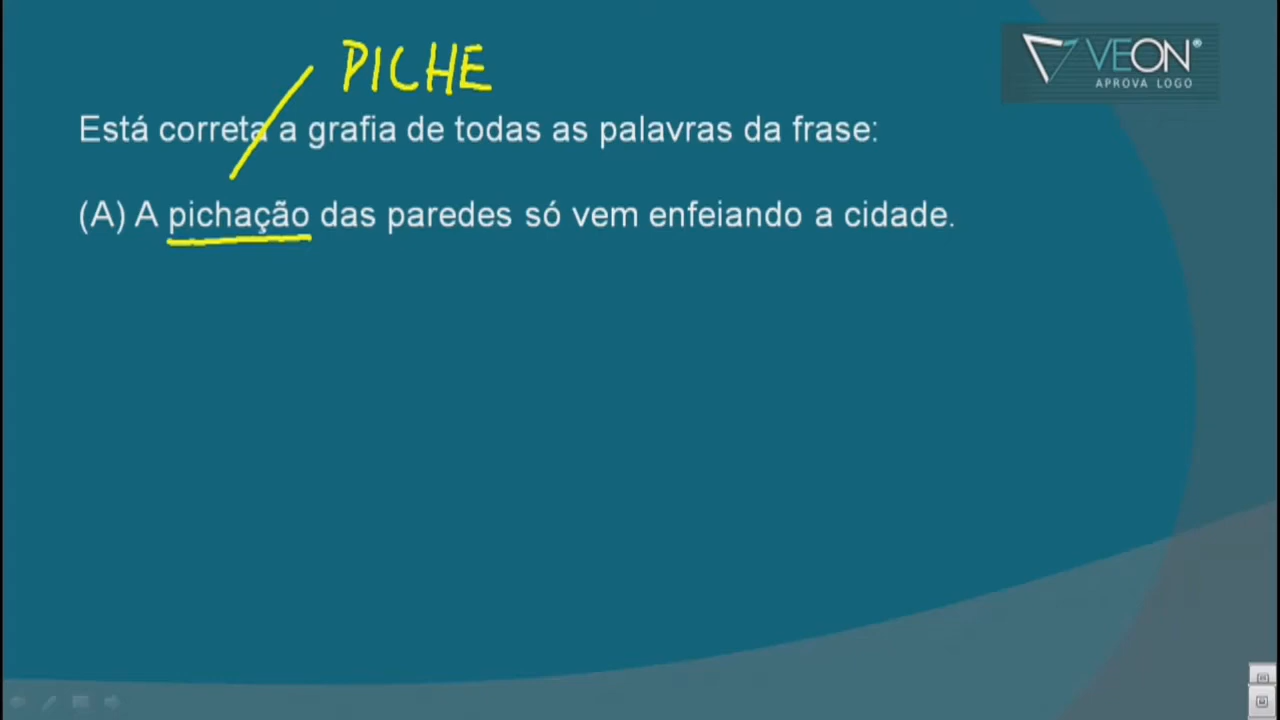 PICHE
VEON®
APROVA LOGO
Está correta a grafia de todas as palavras da frase:
(A) A pichação das paredes só vem enfeiando a cidade.